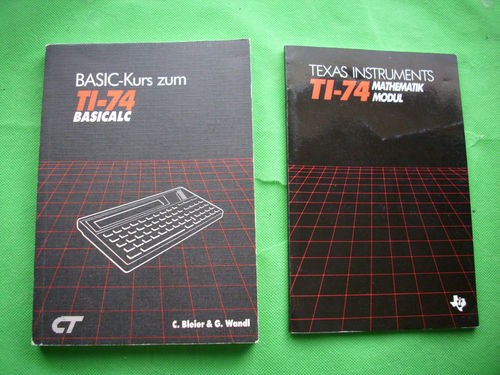 BASIC-Kurs zum
TI-74
BASICALC
CT
C. Bleier & G. Wandl
TEXAS INSTRUMENTS
TI-74 MATHEMATIK
MODUL